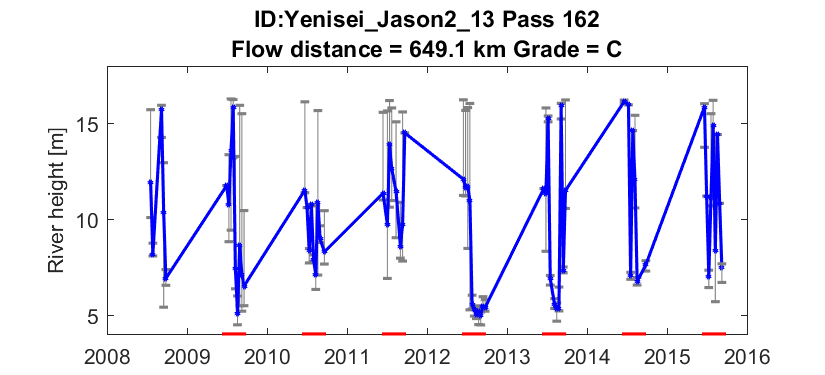 ID:Yenisei_Jason2_13 Pass 162
Flow distance = 649.1 km Grade = C
River height [m]
15
10
5
2008 2009 2010 2011 2012 2013 2014 2015 2016